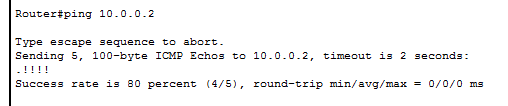 Router#ping 10.0.0.2
Type escape sequence to abort.
Sending 5, 100-byte ICMP Echos to 10.0.0.2, timeout is 2 seconds:
.!!!!
Success rate is 80 percent (4/5), round-trip min/avg/max = 0/0/0 ms